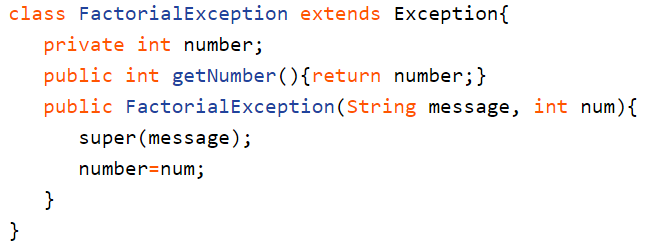 class FactorialException extends Exception{
private int number;
public int getNumber(){return number;}
public FactorialException(String message, int num){
super(message);
number=num;
}
}